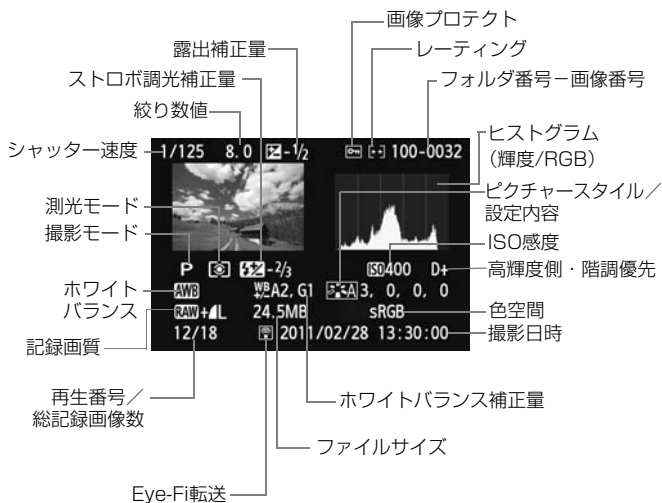 画像プロテクト
露出補正量
レーティング
ストロボ調光補正量
フォルダ番号－画像番号
絞り数値
シャッター速度
1/125 8.0 -1/2 100-0032
ヒストグラム
（輝度/RGB）
測光モード
ピクチャースタイル／
設定内容
撮影モード
ISO感度
P -2/3 ISO400 D+
高輝度側・階調優先
ホワイト
バランス
AWB WB+/-A2, G1 A3, 0, 0, 0
RAW+L 24.5MB sRGB
色空間
記録画質
12/18 2011/02/28 13:30:00
撮影日時
再生番号／
総記録画像数
ホワイトバランス補正量
ファイルサイズ
Eye-Fi転送